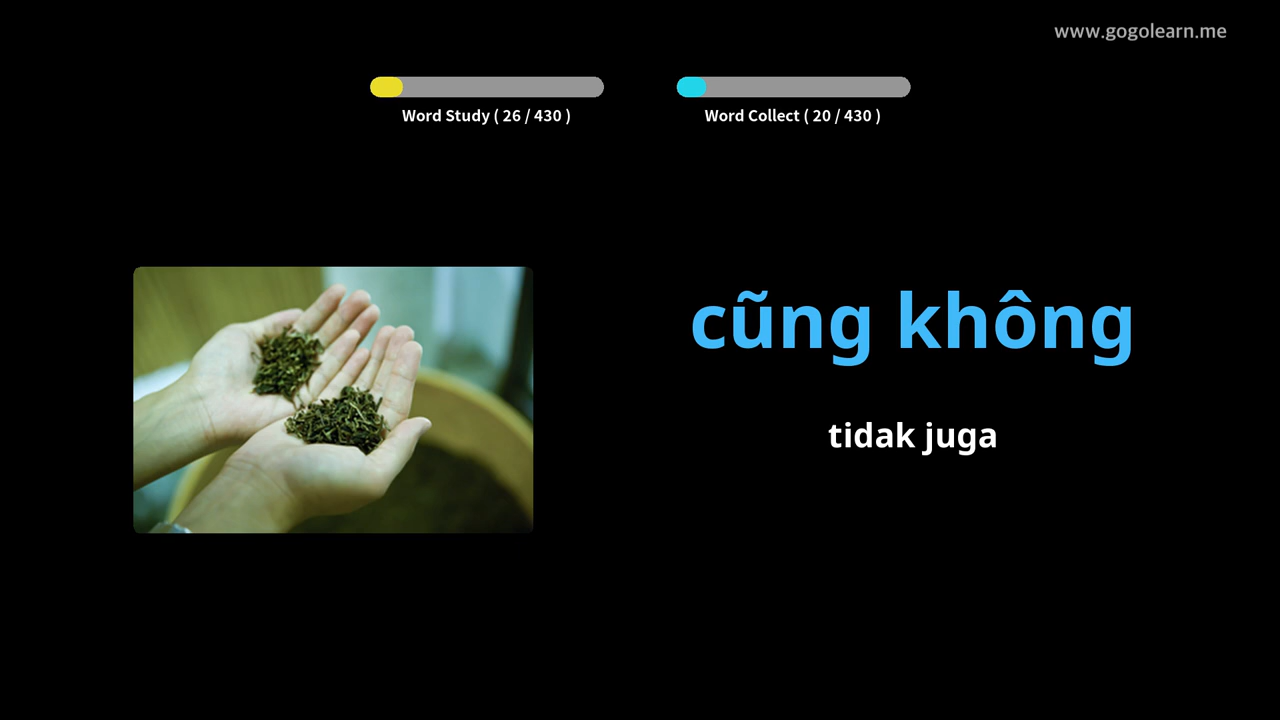 www.gogolearn.me
Word Study ( 26 / 430 )
Word Collect ( 20 / 430 )
cũng không
tidak juga